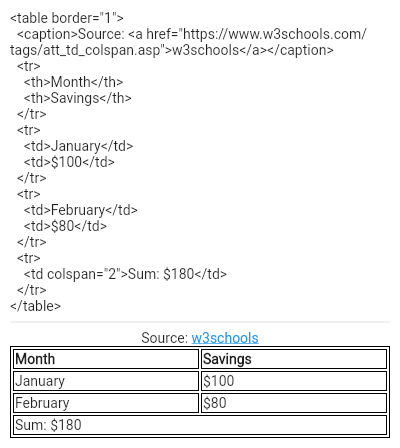 <table border="1">
<caption>Source: <a href="https://www.w3schools.com/
tags/att_td_colspan.asp">w3schools</a></caption>
<tr>
<th>Month</th>
<th>Savings</th>
</tr>
<tr>
<td>January</td>
<td>$100</td>
</tr>
<tr>
<td>February</td>
<td>$80</td>
</tr>
<tr>
<td colspan="2">Sum: $180</td>
</tr>
</table>
Source: w3schools
Month Savings
January $100
February $80
Sum: $180